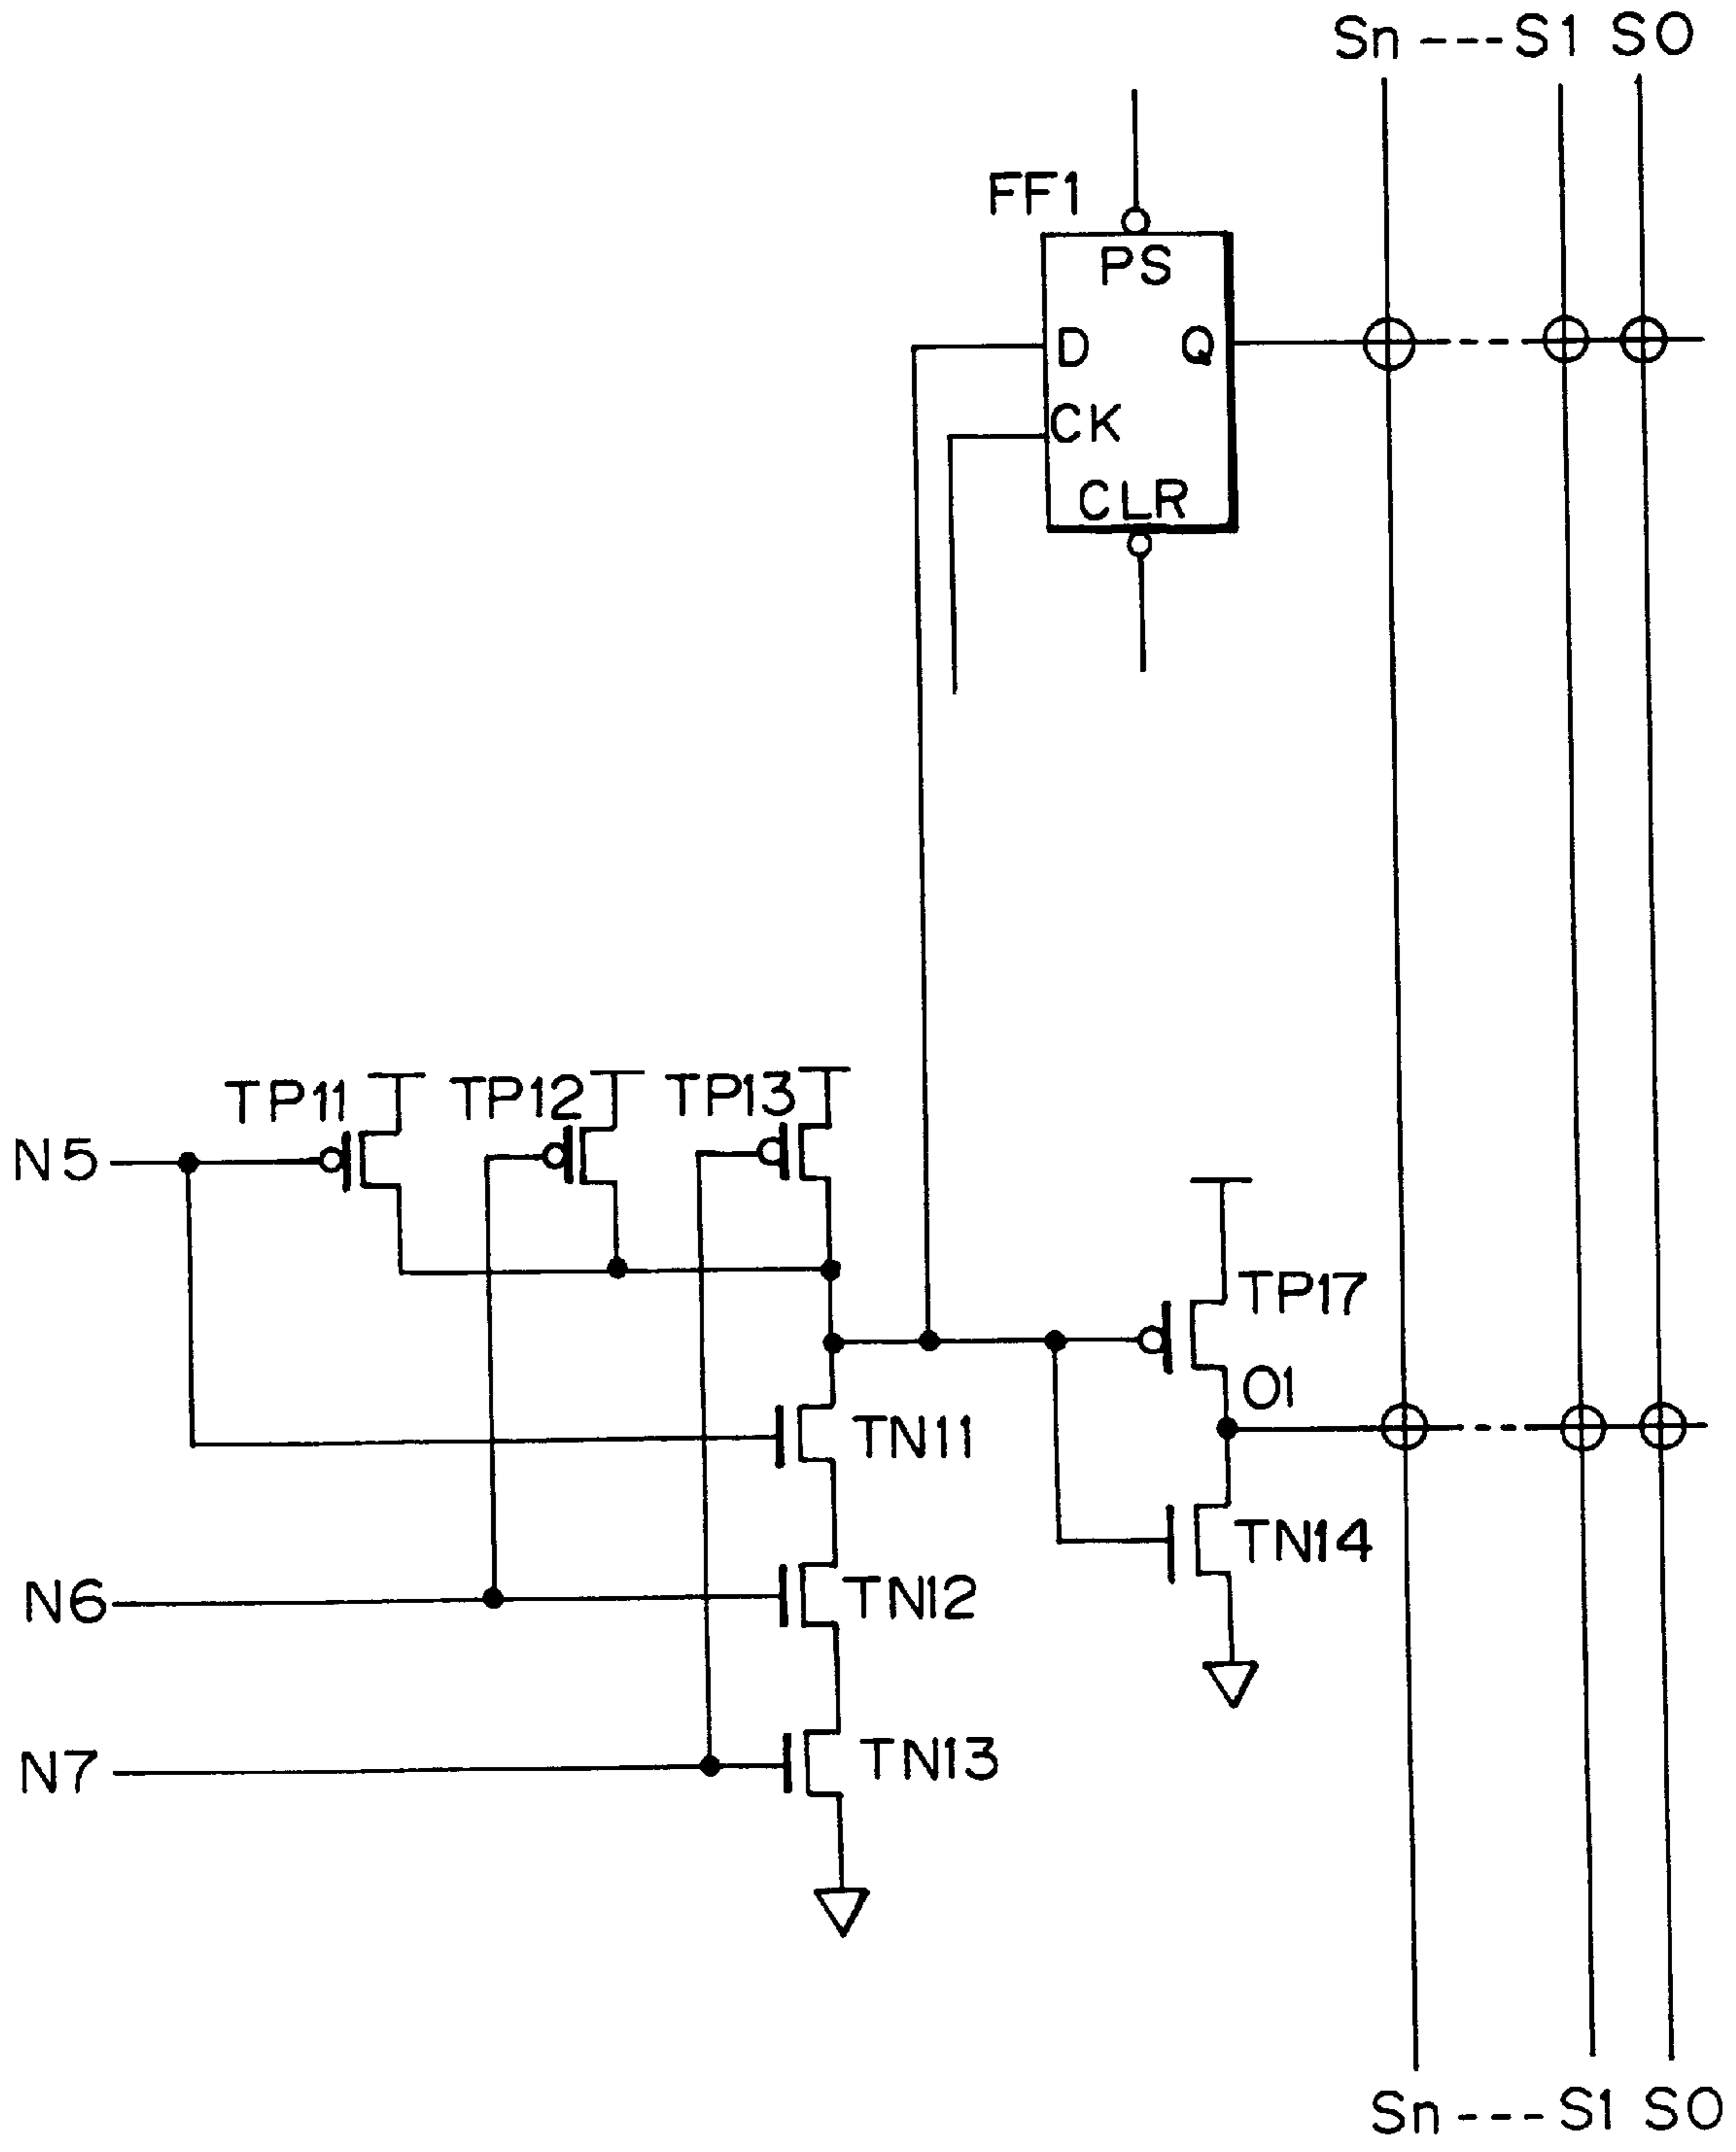 Sn ---S1 S0
FF1
PS
D Q
CK
CLR
TP11 TP12 TP13
N5
TP17
O1
TN11
TN14
N6 TN12
N7 TN13
Sn ---S1 S0